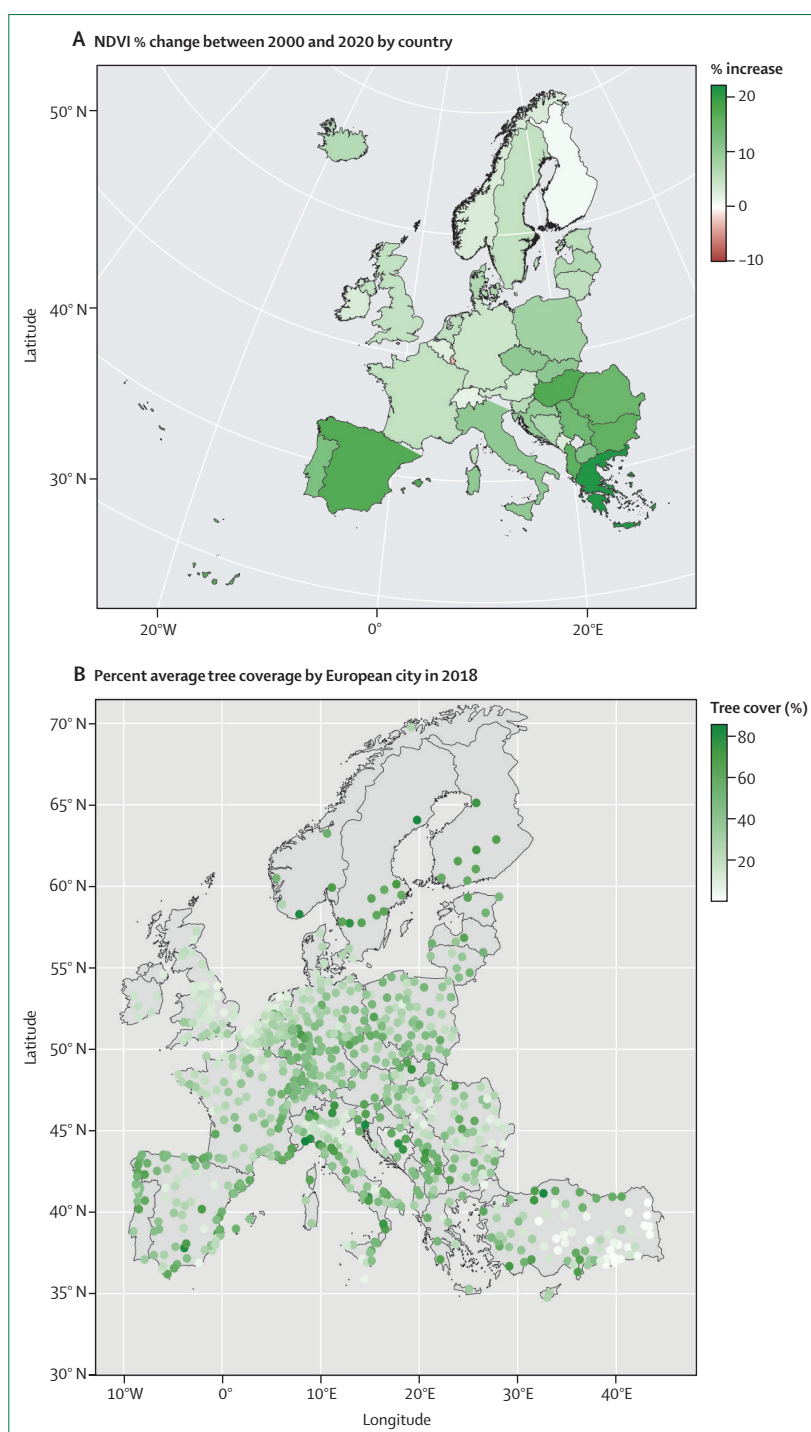 A NDVI % change between 2000 and 2020 by country
% increase
20
10
0
–10
50° N
40° N
30° N
Latitude
20°W
0°
20°E
B Percent average tree coverage by European city in 2018
Tree cover (%)
80
60
40
20
70° N
65° N
60° N
55° N
50° N
45° N
40° N
35° N
30° N
Latitude
10°W
0°
10°E
20°E
30°E
40°E
Longitude